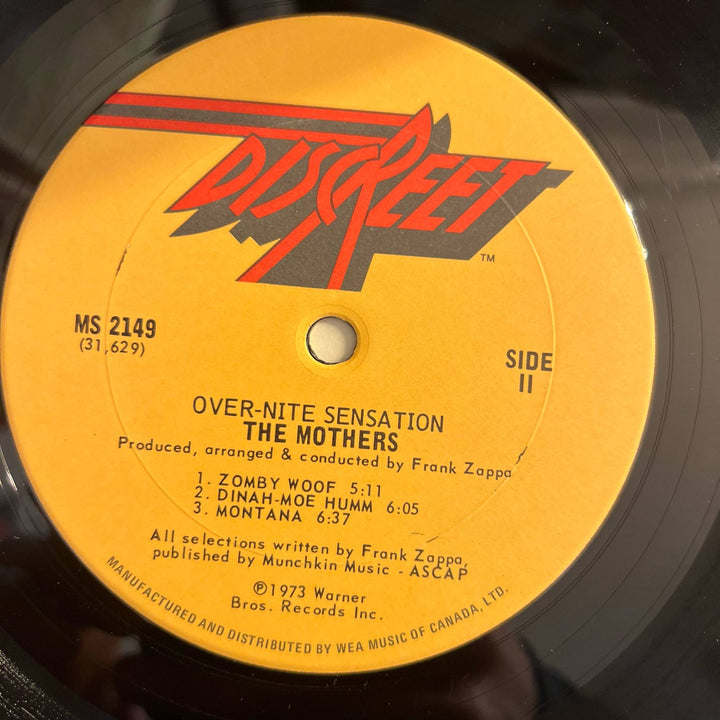 DISCREET
TM
MS 2149
(31,629)
SIDE
II
OVER-NITE SENSATION
THE MOTHERS
Produced, arranged & conducted by Frank Zappa
1. ZOMBY WOOF 5:11
2. DINAH-MOE HUMM 6:05
3. MONTANA 6:37
All selections written by Frank Zappa,
published by Munchkin Music - ASCAP
℗1973 Warner
Bros. Records Inc.
MANUFACTURED AND DISTRIBUTED BY WEA MUSIC OF CANADA, LTD.